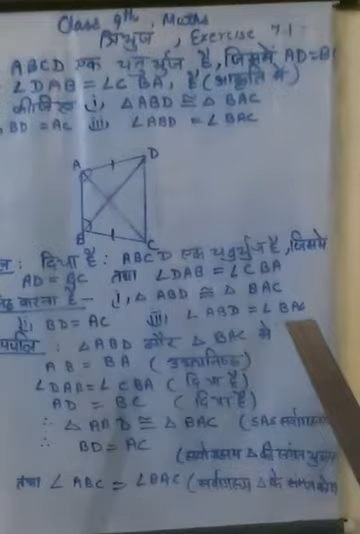 Class 9th, Maths
त्रिभुज, Exercise 7.1
ABCD एक चतुर्भुज है, जिसमें AD=B
∠DAB = ∠CBA, है (आकृति में)
कीजिए i, △ABD ≅ △BAC
BD = AC iii, ∠ABD = ∠BAC
A D
B C
दिया है: ABCD एक चतुर्भुज है, जिसमें
AD = BC तथा ∠DAB = ∠CBA
करना है - i, △ABD ≅ △BAC
ii, BD = AC iii, ∠ABD = ∠BAC
△ABD और △BAC में
AB = BA (उभयनिष्ठ)
∠DAB = ∠CBA (दिया है)
AD = BC (दिया है)
∴ △ABD ≅ △BAC (SAS
∴ BD = AC
△ की
तथा ∠ABC = ∠BAC △ के